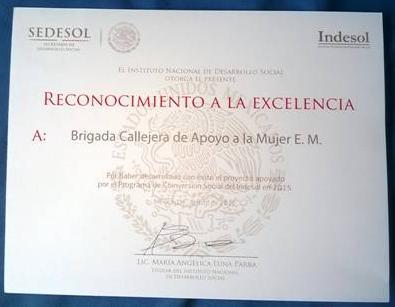 SEDESOL
SECRETARÍA DE
DESARROLLO SOCIAL
Indesol
EL INSTITUTO NACIONAL DE DESARROLLO SOCIAL
OTORGA EL PRESENTE
RECONOCIMIENTO A LA EXCELENCIA
A: Brigada Callejera de Apoyo a la Mujer E. M.
Por haber desarrollado con éxito el proyecto apoyado
por el Programa de Coinversión Social del Indesol en 2015
LIC. MARÍA ANGÉLICA LUNA PARRA
TITULAR DEL INSTITUTO NACIONAL
DE DESARROLLO SOCIAL